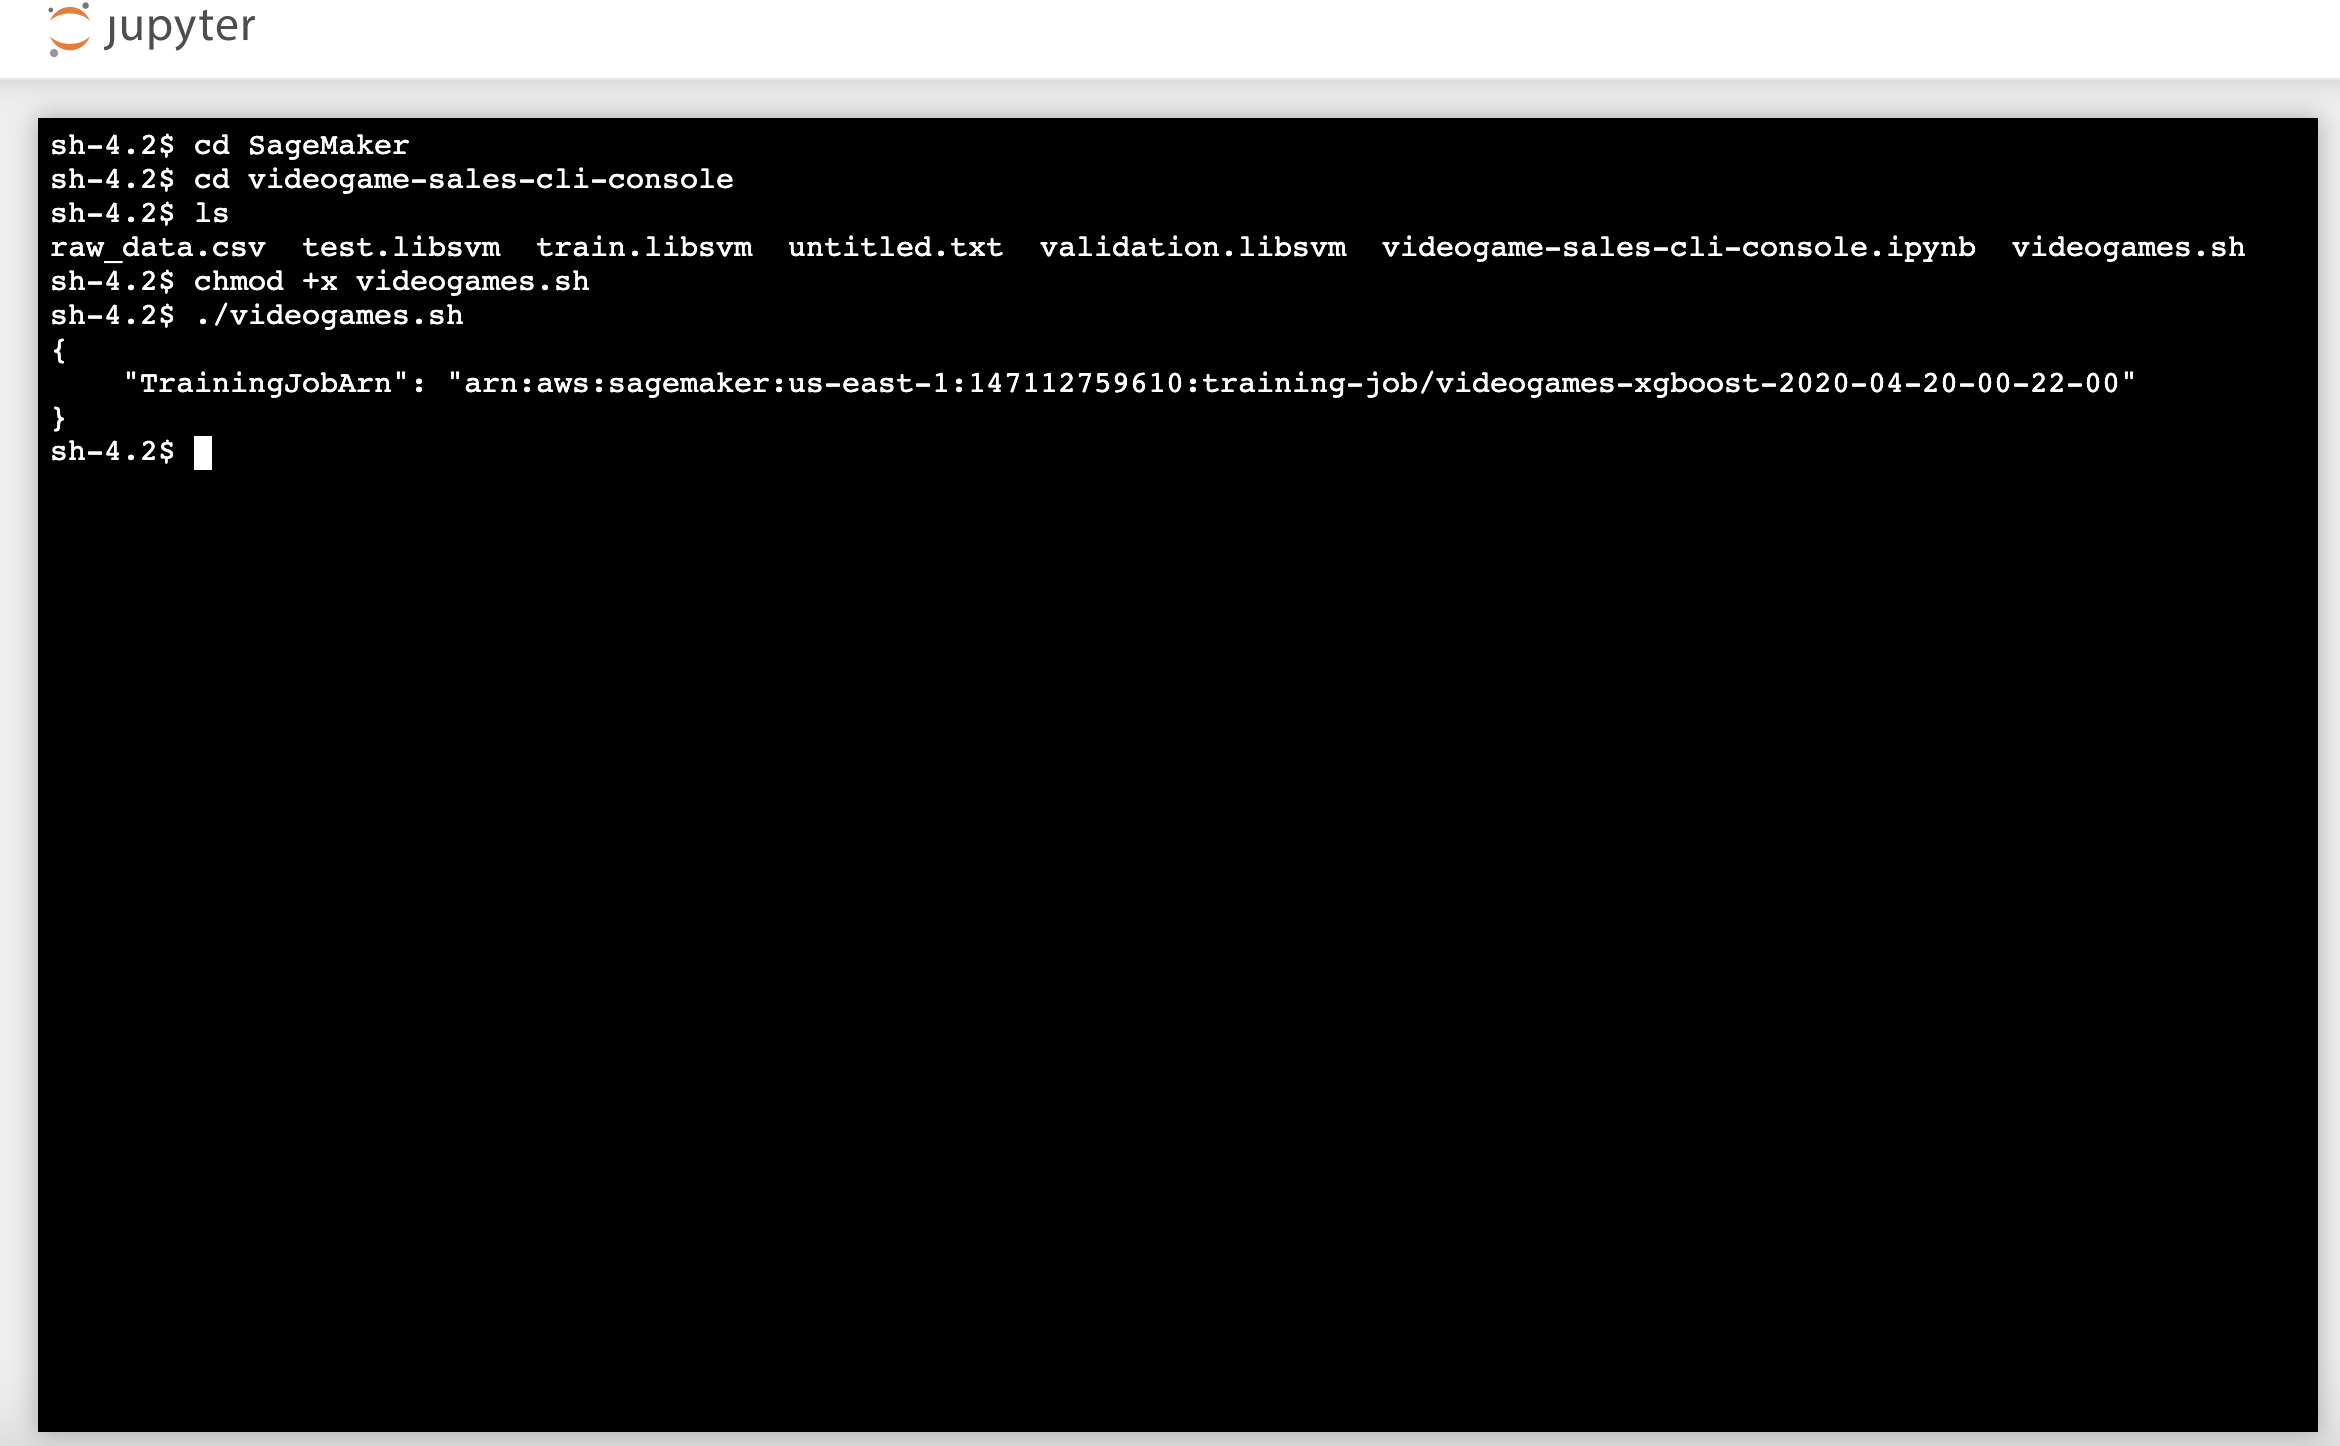 jupyter
sh-4.2$ cd SageMaker
sh-4.2$ cd videogame-sales-cli-console
sh-4.2$ ls
raw_data.csv  test.libsvm  train.libsvm  untitled.txt  validation.libsvm  videogame-sales-cli-console.ipynb  videogames.sh
sh-4.2$ chmod +x videogames.sh
sh-4.2$ ./videogames.sh
{
    "TrainingJobArn": "arn:aws:sagemaker:us-east-1:147112759610:training-job/videogames-xgboost-2020-04-20-00-22-00"
}
sh-4.2$